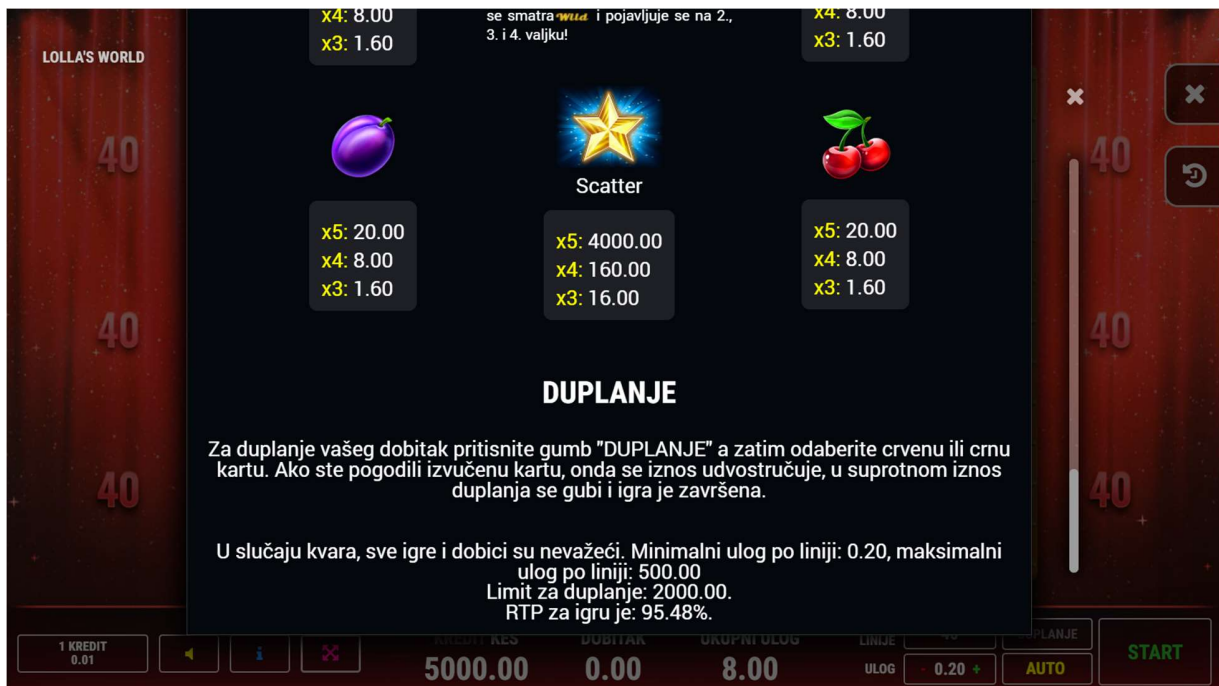 x4: 8.00
x3: 1.60
se smatra Wild i pojavljuje se na 2.,
3. i 4. valjku!
x4: 8.00
x3: 1.60
LOLLA'S WORLD
40
40
40
40
40
40
Scatter
x5: 20.00
x4: 8.00
x3: 1.60
x5: 4000.00
x4: 160.00
x3: 16.00
x5: 20.00
x4: 8.00
x3: 1.60
DUPLANJE
Za duplanje vašeg dobitak pritisnite gumb "DUPLANJE" a zatim odaberite crvenu ili crnu
kartu. Ako ste pogodili izvučenu kartu, onda se iznos udvostručuje, u suprotnom iznos
duplanja se gubi i igra je završena.
U slučaju kvara, sve igre i dobici su nevažeći. Minimalni ulog po liniji: 0.20, maksimalni
ulog po liniji: 500.00
Limit za duplanje: 2000.00.
RTP za igru je: 95.48%.
1 KREDIT
0.01
i
KREDIT KEŠ
5000.00
DOBITAK
0.00
UKUPNI ULOG
8.00
LINIJE
40
ULOG
- 0.20 +
DUPLANJE
AUTO
START